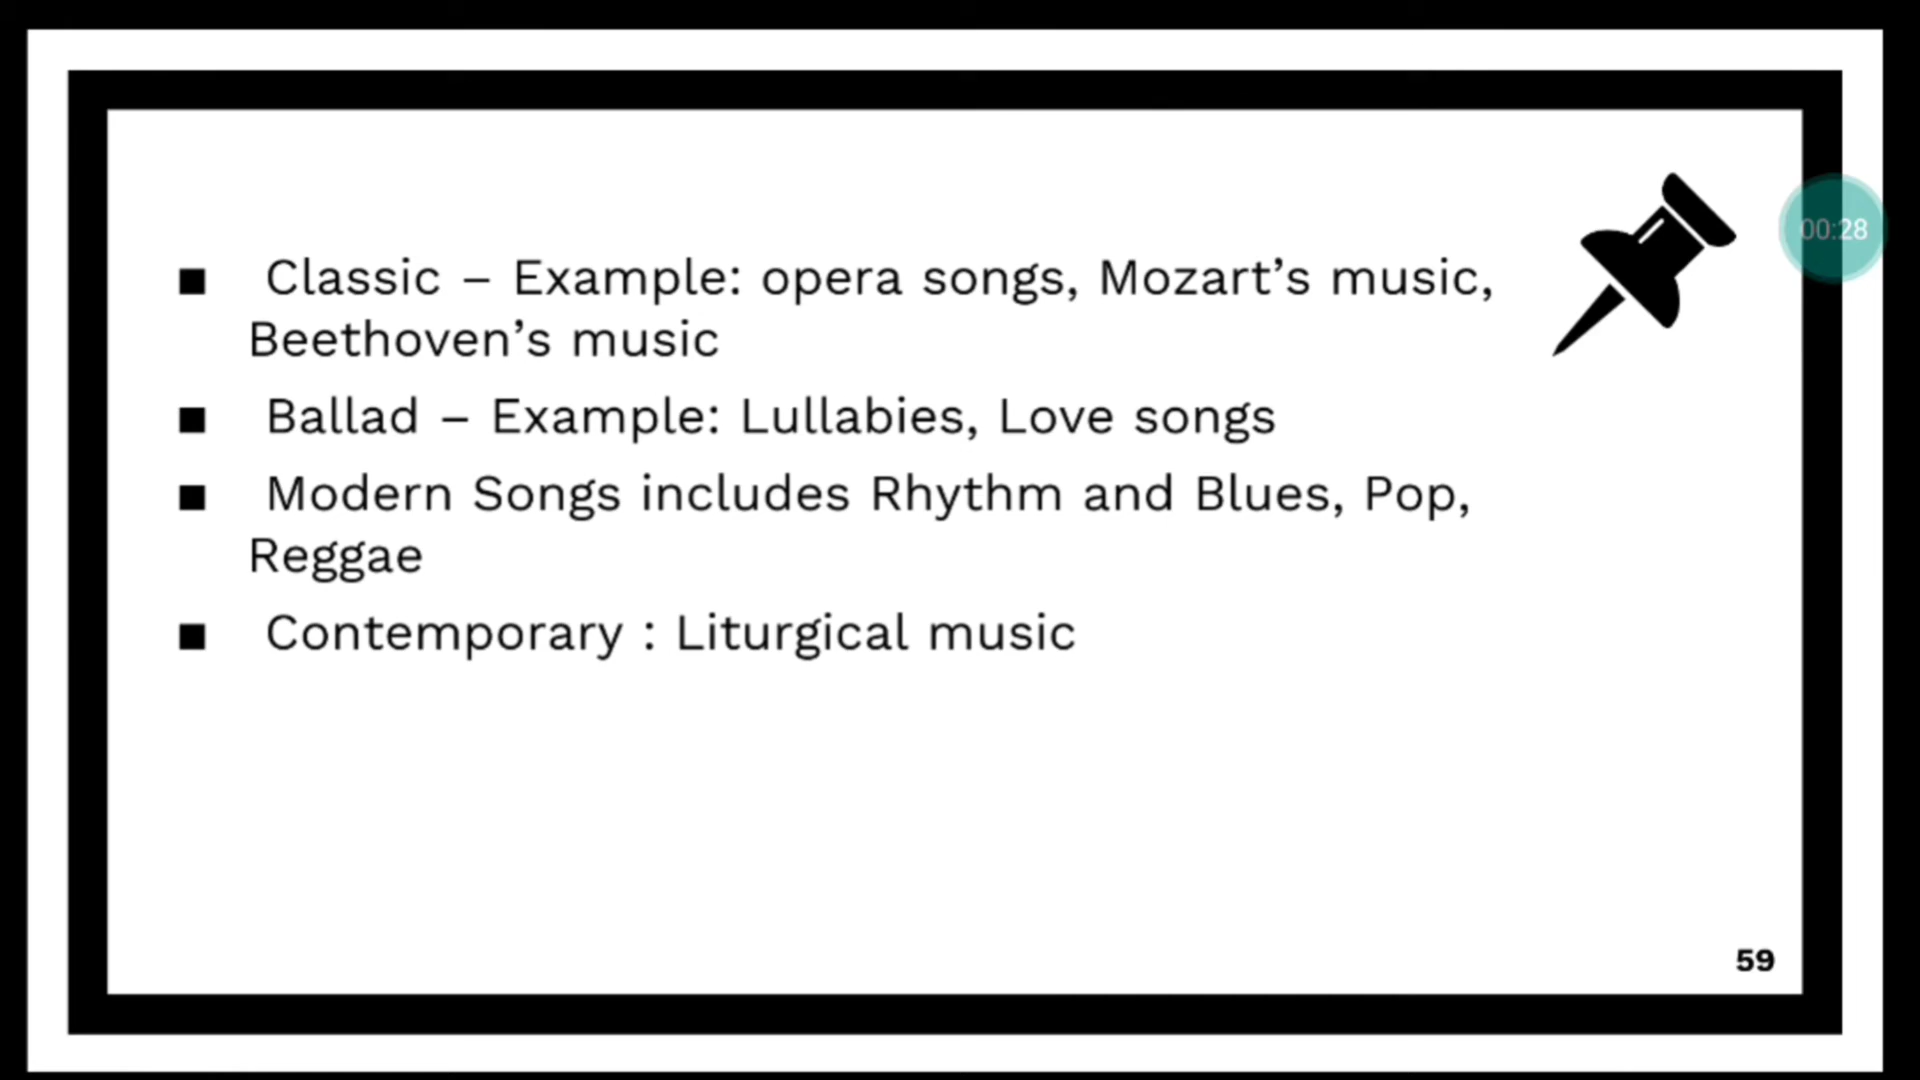 ■ Classic – Example: opera songs, Mozart’s music,
Beethoven’s music
■ Ballad – Example: Lullabies, Love songs
■ Modern Songs includes Rhythm and Blues, Pop,
Reggae
■ Contemporary : Liturgical music
00:28
59